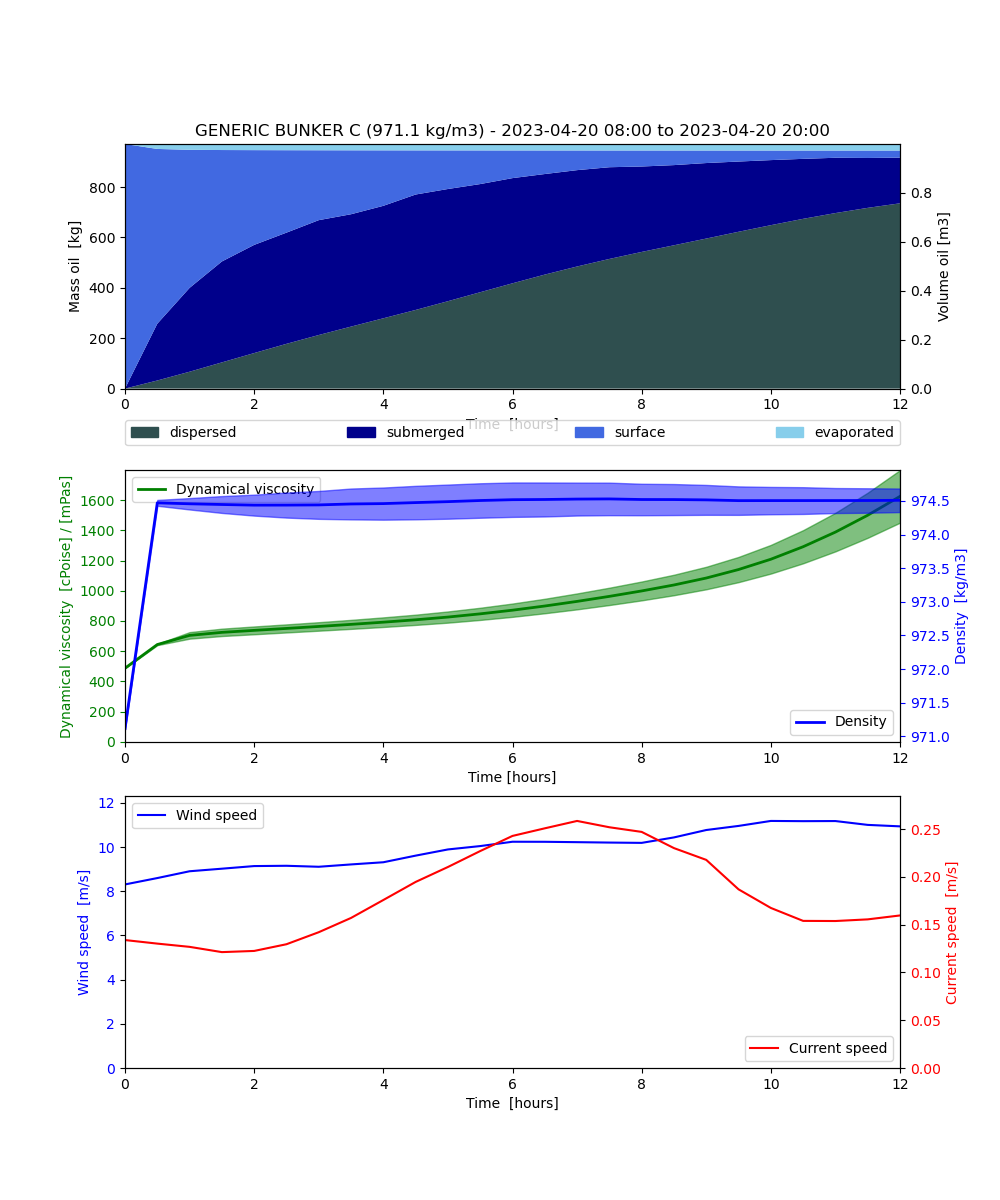 GENERIC BUNKER C (971.1 kg/m3) - 2023-04-20 08:00 to 2023-04-20 20:00
Mass oil [kg]
800
600
400
200
0
Volume oil [m3]
0.8
0.6
0.4
0.2
0.0
0 2 4 6 8 10 12
Time [hours]
dispersed submerged surface evaporated
Dynamical viscosity [cPoise] / [mPas]
1600
1400
1200
1000
800
600
400
200
0
Dynamical viscosity
Density [kg/m3]
974.5
974.0
973.5
973.0
972.5
972.0
971.5
971.0
Density
0 2 4 6 8 10 12
Time [hours]
Wind speed [m/s]
12
10
8
6
4
2
0
Wind speed
Current speed [m/s]
0.25
0.20
0.15
0.10
0.05
0.00
Current speed
0 2 4 6 8 10 12
Time [hours]